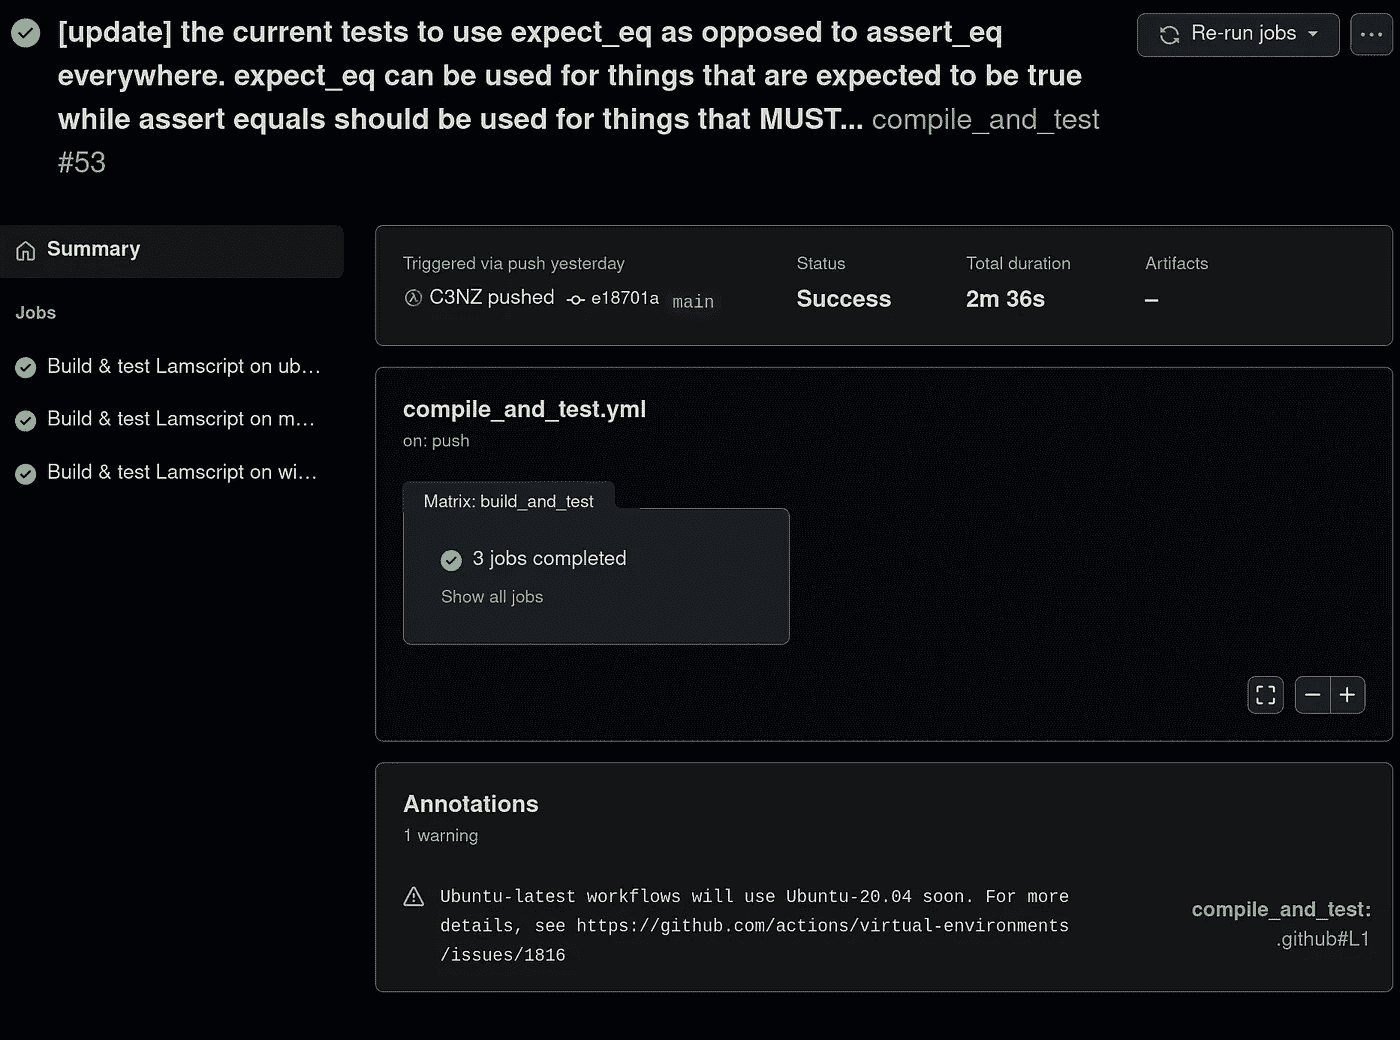 [update] the current tests to use expect_eq as opposed to assert_eq
everywhere. expect_eq can be used for things that are expected to be true
while assert equals should be used for things that MUST... compile_and_test
#53
Re-run jobs
Summary
Jobs
Build & test Lamscript on ub...
Build & test Lamscript on m...
Build & test Lamscript on wi...
Triggered via push yesterday
C3NZ pushed e18701a main
Status
Success
Total duration
2m 36s
Artifacts
–
compile_and_test.yml
on: push
Matrix: build_and_test
3 jobs completed
Show all jobs
Annotations
1 warning
Ubuntu-latest workflows will use Ubuntu-20.04 soon. For more
details, see https://github.com/actions/virtual-environments
/issues/1816
compile_and_test:
.github#L1